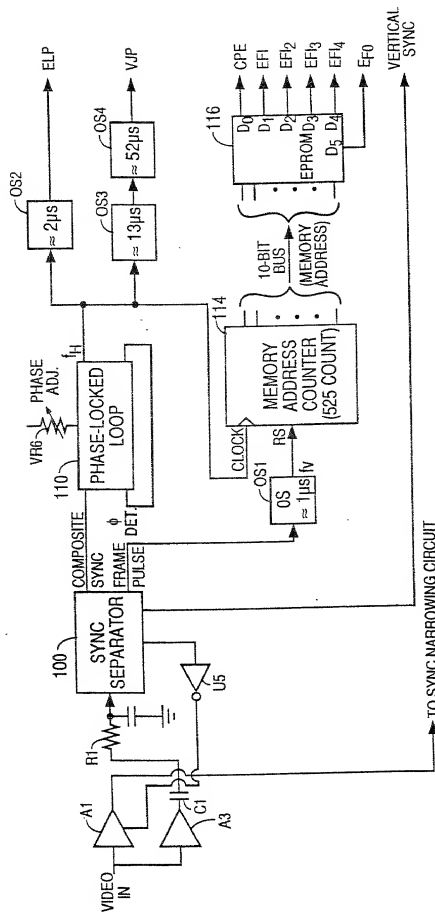 VIDEO
IN
A1
A3
C1
R1
TO SYNC NARROWING CIRCUIT
100
SYNC
SEPARATOR
U5
COMPOSITE
SYNC
FRAME
PULSE
VR6
PHASE
ADJ.
110
PHASE-LOCKED
LOOP
fH
ϕ
DET.
OS1
OS
≈ 1µs
fv
CLOCK
RS
114
MEMORY
ADDRESS
COUNTER
(525 COUNT)
10-BIT
BUS
(MEMORY
ADDRESS)
OS2
≈ 2µs
ELP
OS3
≈ 13µs
OS4
≈ 52µs
VJP
116
EPROM
D0
D1
D2
D3
D4
D5
CPE
EFI
EFI2
EFI3
EFI4
EF0
VERTICAL
SYNC